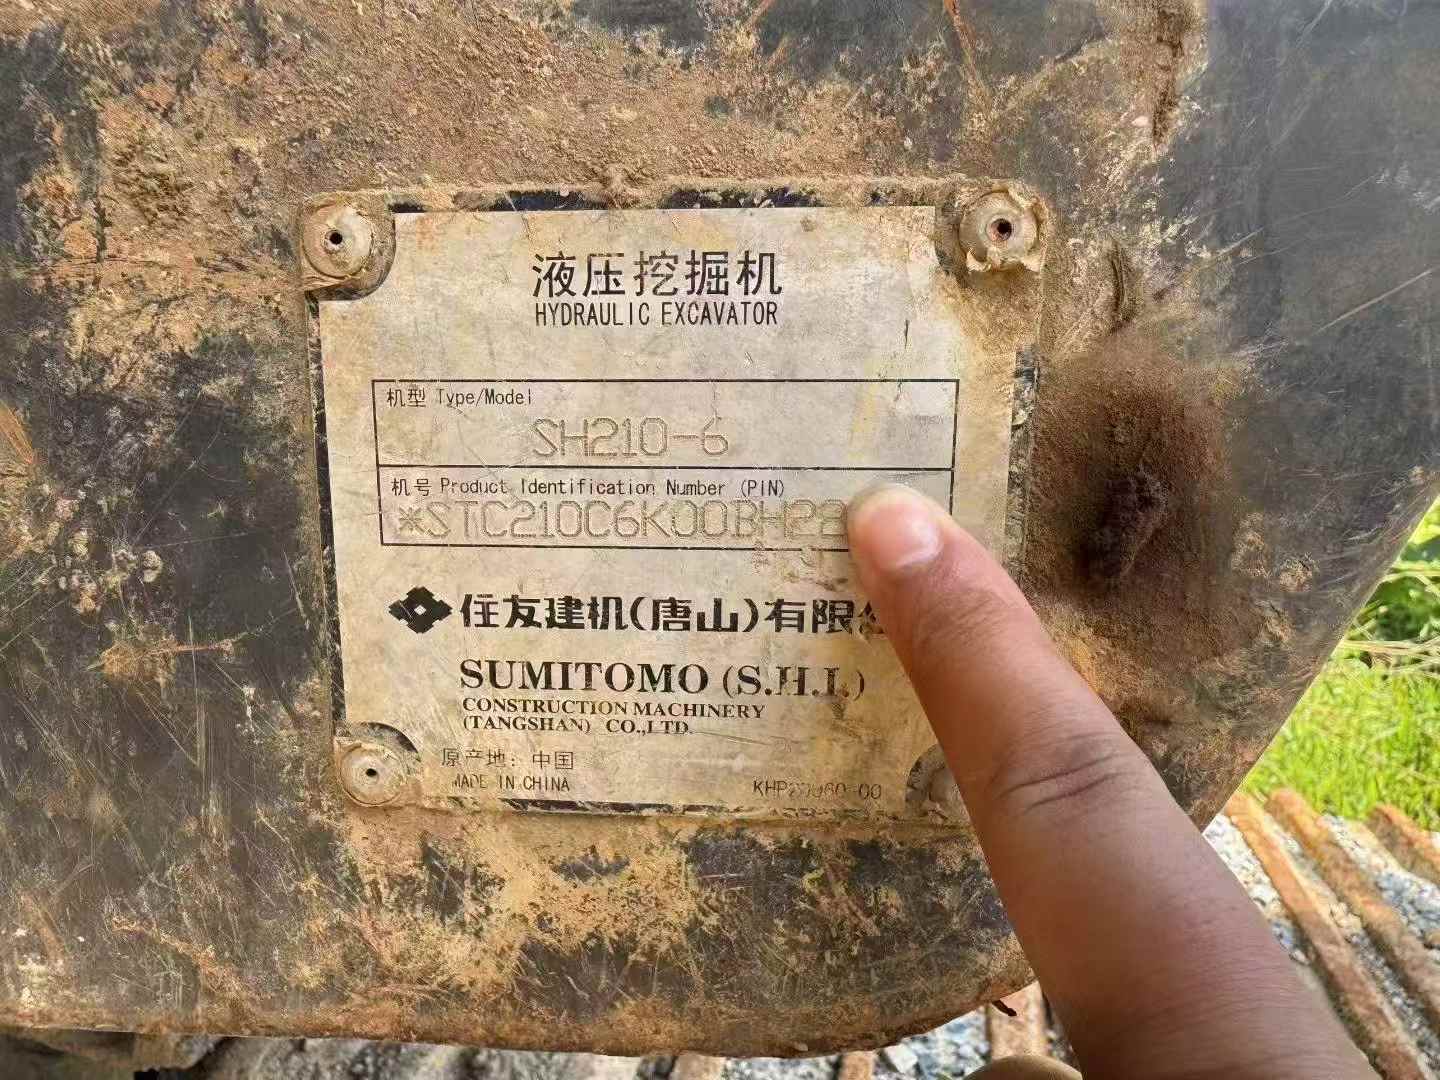 液压挖掘机
HYDRAULIC EXCAVATOR
机型 Type/Model
SH210-6
机号 Product Identification Number (PIN)
*STC210C6K00BH22
住友建机(唐山)有限
SUMITOMO (S.H.I.)
CONSTRUCTION MACHINERY
(TANGSHAN) CO.,LTD.
原产地: 中国
MADE IN CHINA